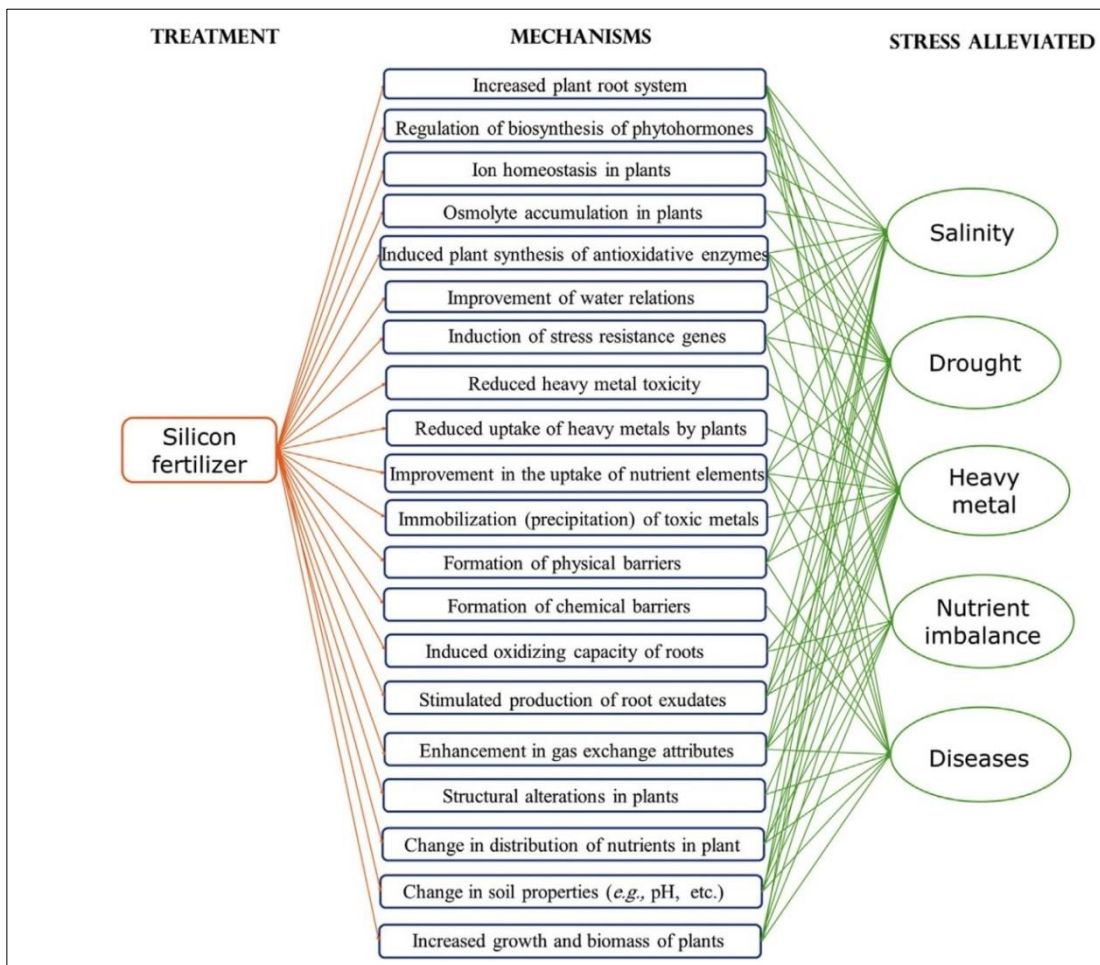 TREATMENT
MECHANISMS
STRESS ALLEVIATED
Silicon
fertilizer
Increased plant root system
Regulation of biosynthesis of phytohormones
Ion homeostasis in plants
Osmolyte accumulation in plants
Induced plant synthesis of antioxidative enzymes
Improvement of water relations
Induction of stress resistance genes
Reduced heavy metal toxicity
Reduced uptake of heavy metals by plants
Improvement in the uptake of nutrient elements
Immobilization (precipitation) of toxic metals
Formation of physical barriers
Formation of chemical barriers
Induced oxidizing capacity of roots
Stimulated production of root exudates
Enhancement in gas exchange attributes
Structural alterations in plants
Change in distribution of nutrients in plant
Change in soil properties (e.g., pH, etc.)
Increased growth and biomass of plants
Salinity
Drought
Heavy
metal
Nutrient
imbalance
Diseases